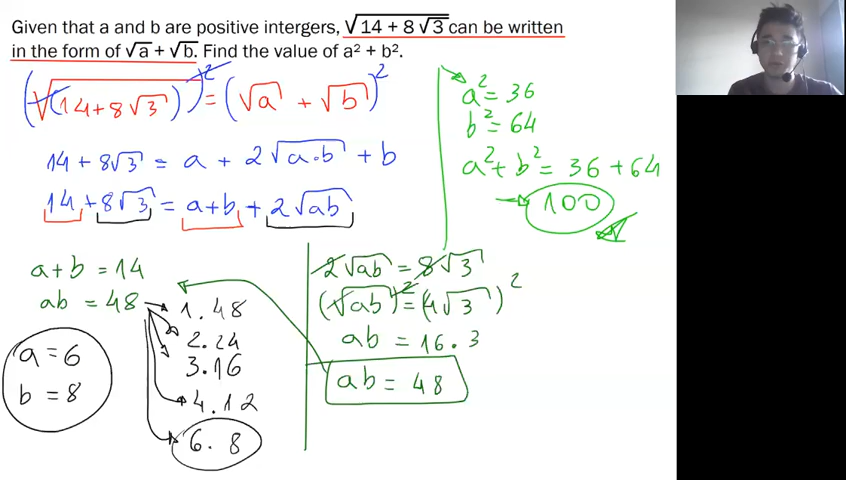 Given that a and b are positive intergers, √14 + 8√3 can be written
in the form of √a + √b. Find the value of a² + b².
(√(14+8√3))² = (√a + √b)²
14 + 8√3 = a + 2√a.b + b
14 + 8√3 = a+b + 2√ab
a+b = 14
ab = 48
1.48
2.24
3.16
4.12
6.8
a = 6
b = 8
2√ab = 8√3
(√ab)² = (4√3)²
ab = 16.3
ab = 48
a² = 36
b² = 64
a² + b² = 36 + 64
100